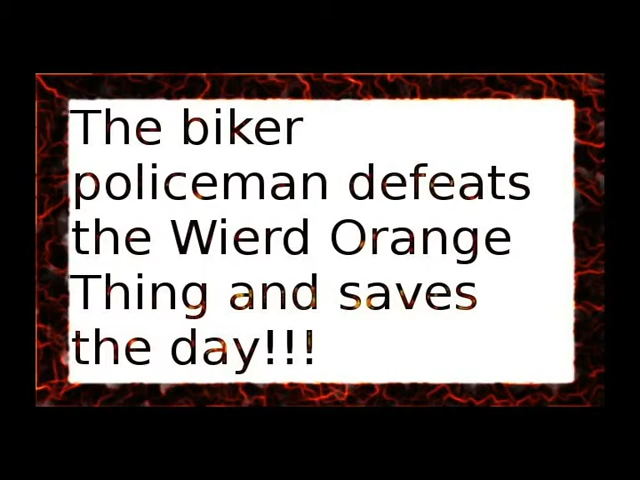 The biker
policeman defeats
the Wierd Orange
Thing and saves
the day!!!